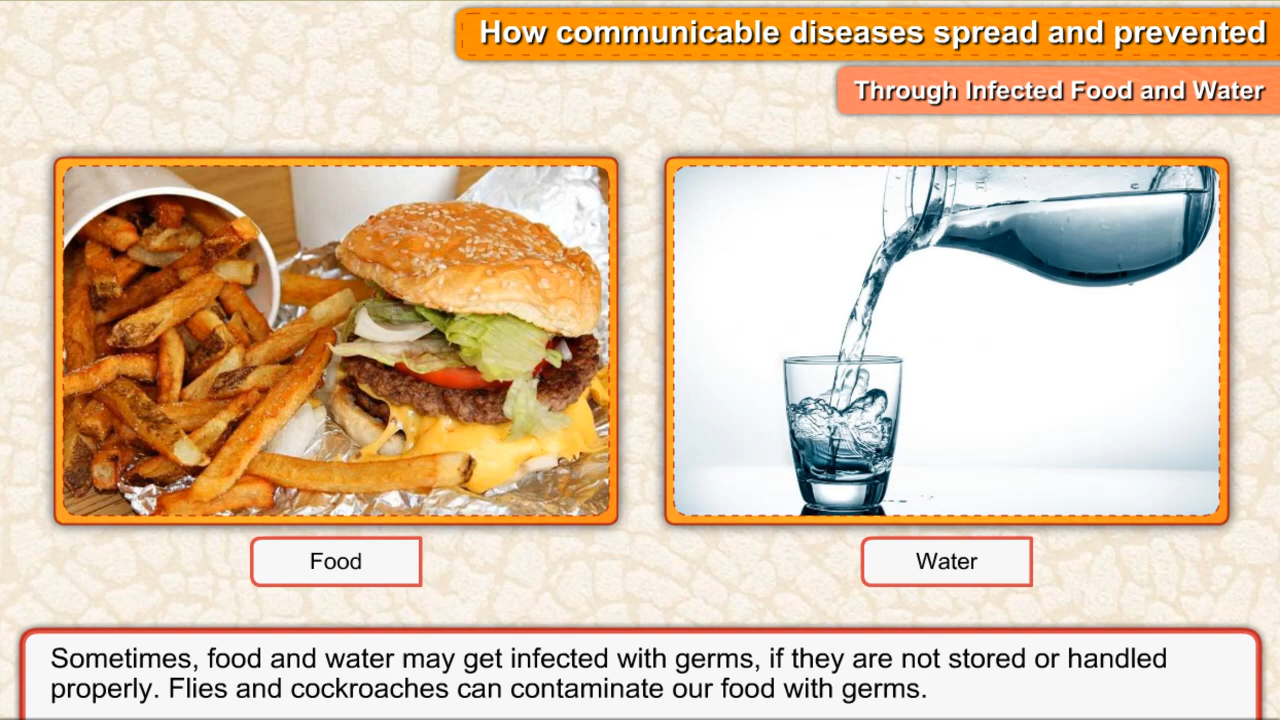 How communicable diseases spread and prevented
Through Infected Food and Water
Food
Water
Sometimes, food and water may get infected with germs, if they are not stored or handled
properly. Flies and cockroaches can contaminate our food with germs.